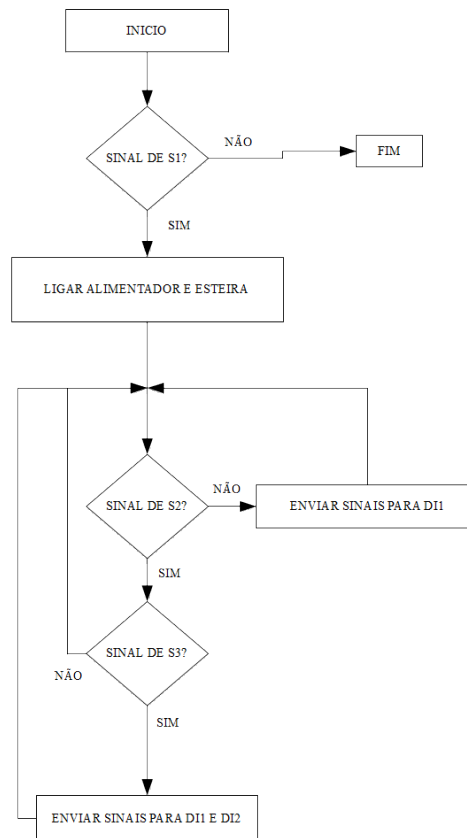 INICIO
SINAL DE S1?
NÃO
FIM
SIM
LIGAR ALIMENTADOR E ESTEIRA
SINAL DE S2?
NÃO
ENVIAR SINAIS PARA DI1
SIM
SINAL DE S3?
NÃO
SIM
ENVIAR SINAIS PARA DI1 E DI2